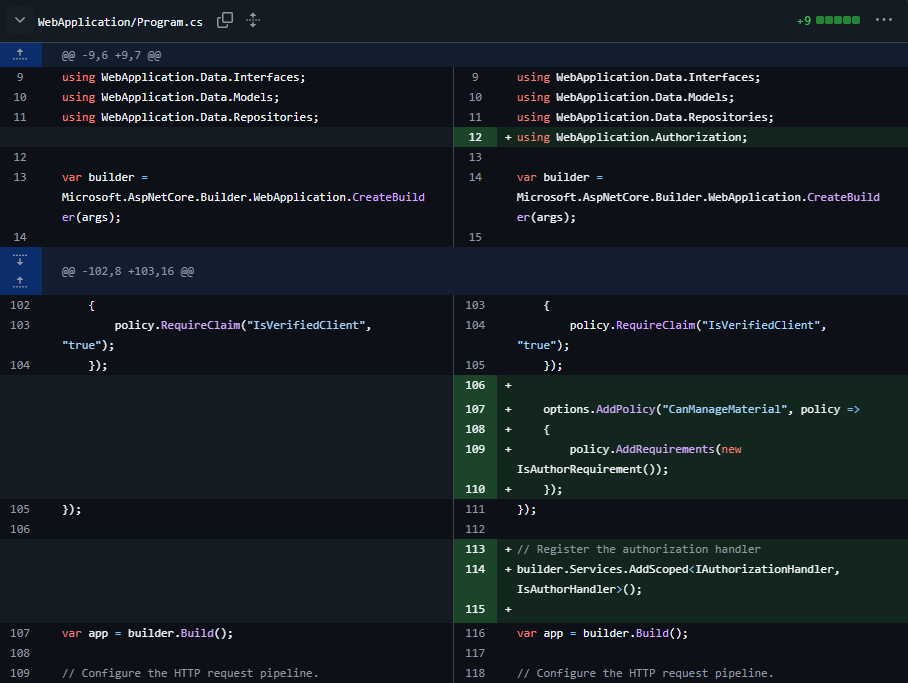 WebApplication/Program.cs
+9
@@ -9,6 +9,7 @@
9 using WebApplication.Data.Interfaces; 9 using WebApplication.Data.Interfaces;
10 using WebApplication.Data.Models; 10 using WebApplication.Data.Models;
11 using WebApplication.Data.Repositories; 11 using WebApplication.Data.Repositories;
12 + using WebApplication.Authorization;
12 13
13 var builder = 14 var builder =
Microsoft.AspNetCore.Builder.WebApplication.CreateBuild Microsoft.AspNetCore.Builder.WebApplication.CreateBuild
er(args); er(args);
14 15
@@ -102,8 +103,16 @@
102 { 103 {
103 policy.RequireClaim("IsVerifiedClient", 104 policy.RequireClaim("IsVerifiedClient",
"true"); "true");
104 }); 105 });
106 +
107 + options.AddPolicy("CanManageMaterial", policy =>
108 + {
109 + policy.AddRequirements(new
IsAuthorRequirement());
110 + });
105 }); 111 });
106 112
113 + // Register the authorization handler
114 + builder.Services.AddScoped<IAuthorizationHandler,
IsAuthorHandler>();
115 +
107 var app = builder.Build(); 116 var app = builder.Build();
108 117
109 // Configure the HTTP request pipeline. 118 // Configure the HTTP request pipeline.